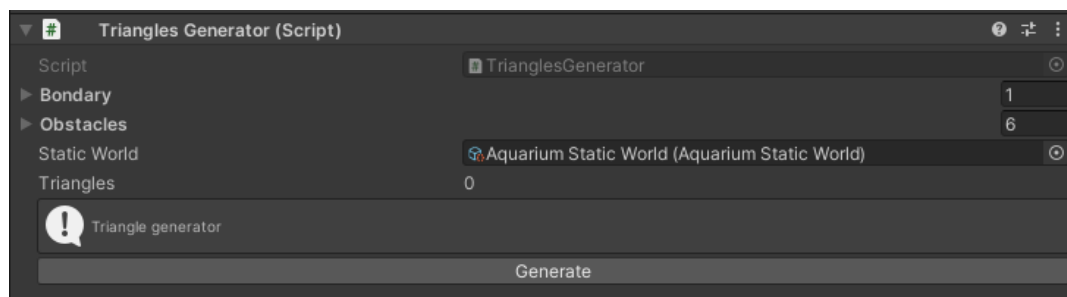 Triangles Generator (Script)
Script TrianglesGenerator
Bondary 1
Obstacles 6
Static World Aquarium Static World (Aquarium Static World)
Triangles 0
Triangle generator
Generate